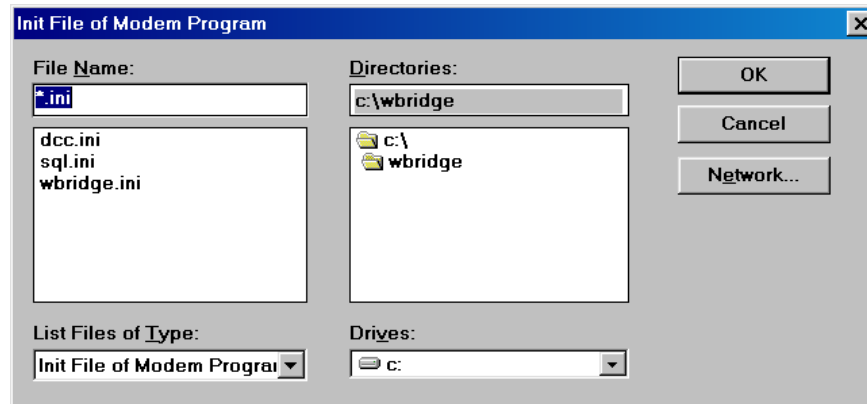 Init File of Modem Program
File Name:
*.ini
dcc.ini
sql.ini
wbridge.ini
List Files of Type:
Init File of Modem Progra
Directories:
c:\wbridge
c:\
wbridge
Drives:
c:
OK
Cancel
Network...